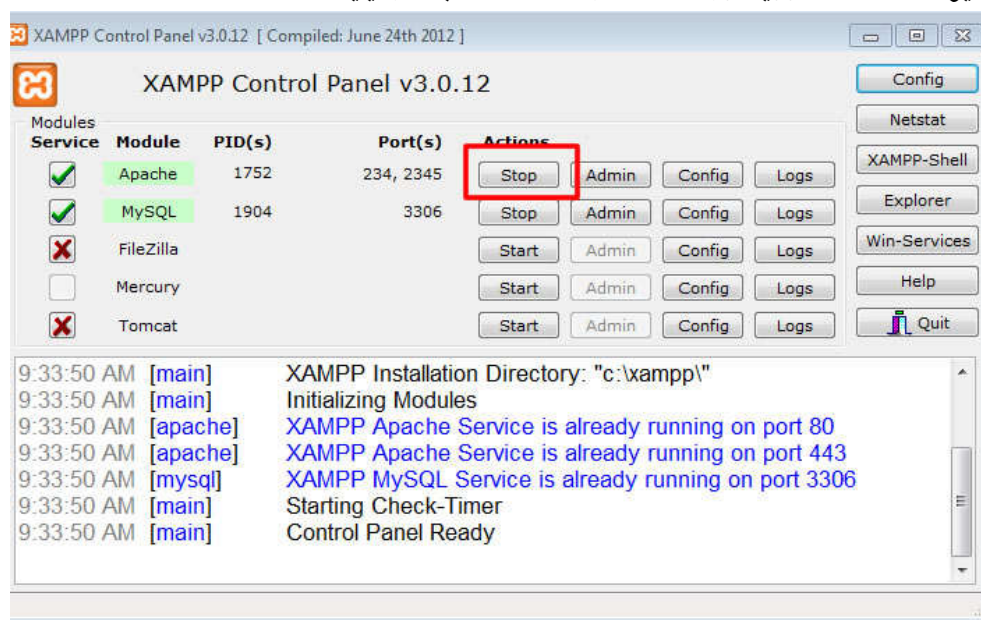 XAMPP Control Panel v3.0.12 [ Compiled: June 24th 2012 ]
XAMPP Control Panel v3.0.12
Config
Netstat
XAMPP-Shell
Explorer
Win-Services
Help
Quit
Modules
Service Module PID(s) Port(s) Actions
Apache 1752 234, 2345 Stop Admin Config Logs
MySQL 1904 3306 Stop Admin Config Logs
FileZilla Start Admin Config Logs
Mercury Start Admin Config Logs
Tomcat Start Admin Config Logs
9:33:50 AM [main] XAMPP Installation Directory: "c:\xampp\"
9:33:50 AM [main] Initializing Modules
9:33:50 AM [apache] XAMPP Apache Service is already running on port 80
9:33:50 AM [apache] XAMPP Apache Service is already running on port 443
9:33:50 AM [mysql] XAMPP MySQL Service is already running on port 3306
9:33:50 AM [main] Starting Check-Timer
9:33:50 AM [main] Control Panel Ready